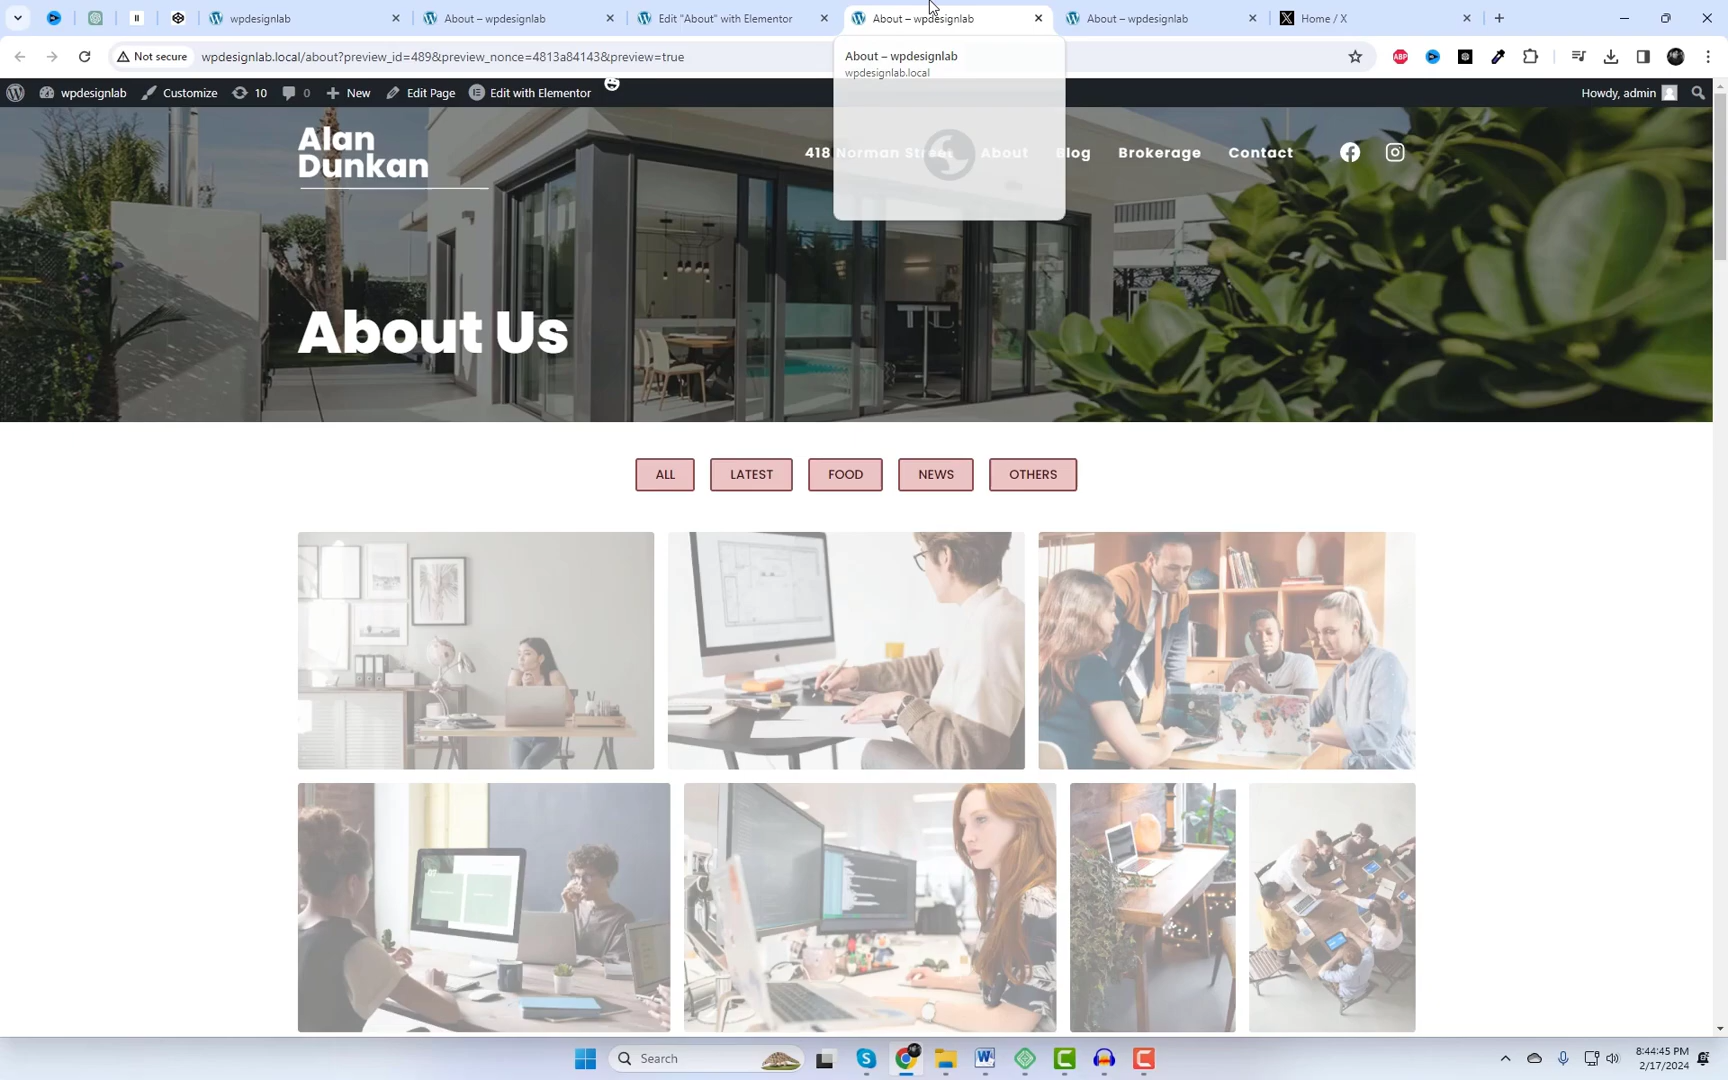 wpdesignlab
About – wpdesignlab
Edit "About" with Elementor
About – wpdesignlab
About – wpdesignlab
Home / X
Not secure
wpdesignlab.local/about?preview_id=489&preview_nonce=4813a84143&preview=true
About – wpdesignlab
wpdesignlab.local
wpdesignlab
Customize
10
0
New
Edit Page
Edit with Elementor
Howdy, admin
Alan
Dunkan
418 Norman Street
About
Blog
Brokerage
Contact
About Us
ALL
LATEST
FOOD
NEWS
OTHERS
Search
8:44:45 PM
2/17/2024